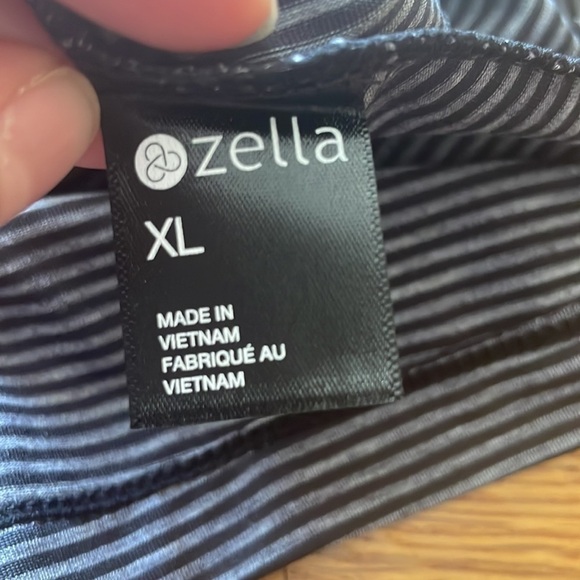 zella
XL
MADE IN
VIETNAM
FABRIQUÉ AU
VIETNAM